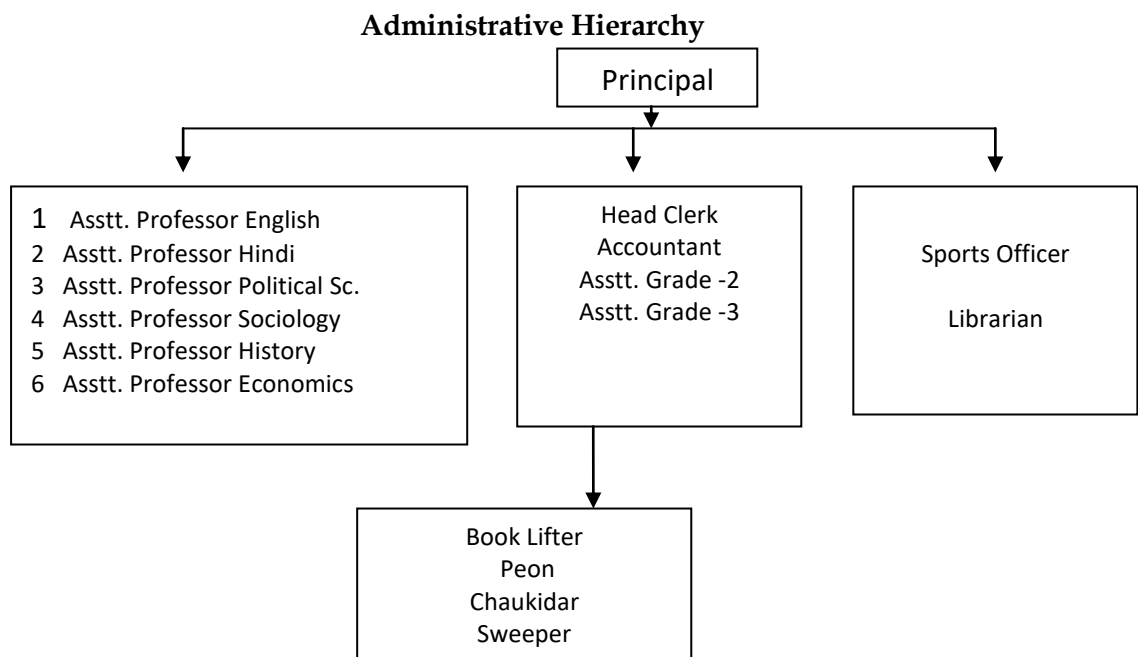 Administrative Hierarchy
Principal
1 Asstt. Professor English
2 Asstt. Professor Hindi
3 Asstt. Professor Political Sc.
4 Asstt. Professor Sociology
5 Asstt. Professor History
6 Asstt. Professor Economics
Head Clerk
Accountant
Asstt. Grade -2
Asstt. Grade -3
Sports Officer
Librarian
Book Lifter
Peon
Chaukidar
Sweeper